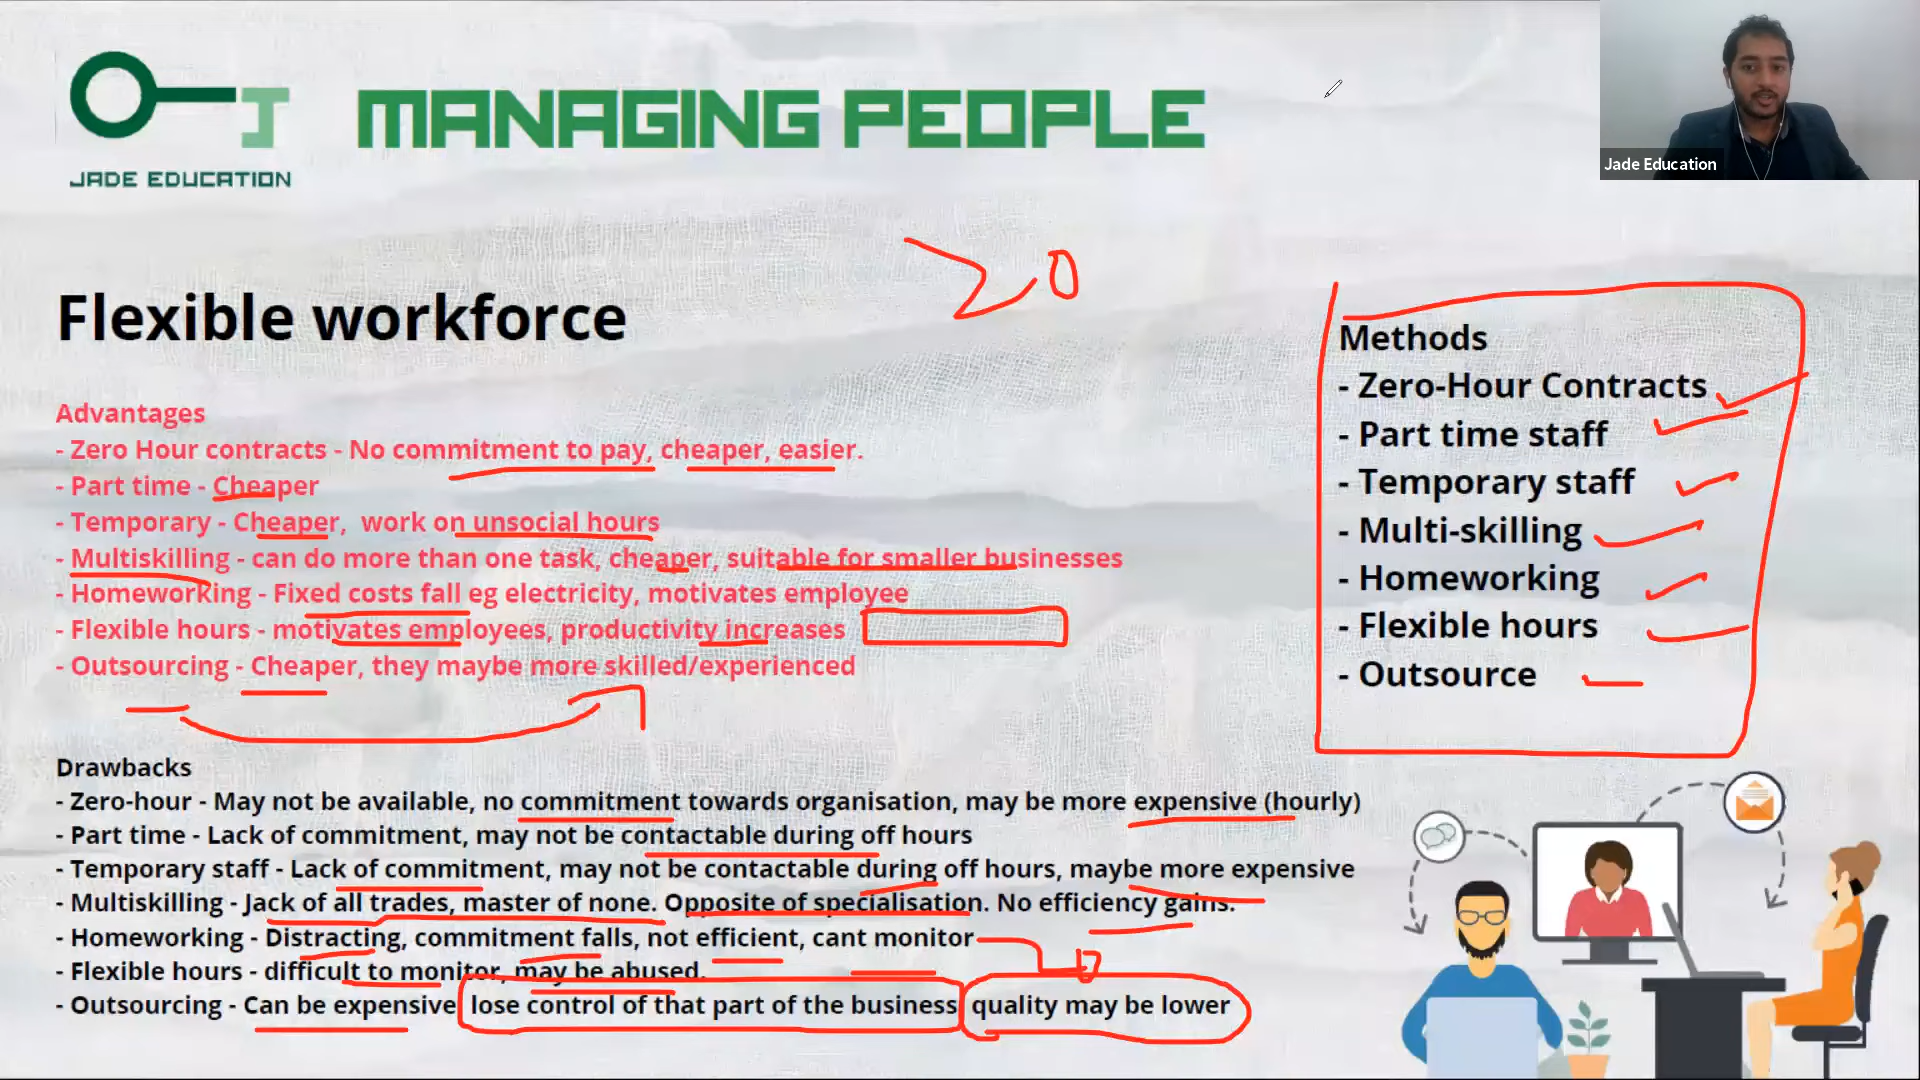 J
JADE EDUCATION
MANAGING PEOPLE
Jade Education
20
Flexible workforce
Advantages
- Zero Hour contracts - No commitment to pay, cheaper, easier.
- Part time - Cheaper
- Temporary - Cheaper, work on unsocial hours
- Multiskilling - can do more than one task, cheaper, suitable for smaller businesses
- Homeworking - Fixed costs fall eg electricity, motivates employee
- Flexible hours - motivates employees, productivity increases
- Outsourcing - Cheaper, they maybe more skilled/experienced
Methods
- Zero-Hour Contracts
- Part time staff
- Temporary staff
- Multi-skilling
- Homeworking
- Flexible hours
- Outsource
Drawbacks
- Zero-hour - May not be available, no commitment towards organisation, may be more expensive (hourly)
- Part time - Lack of commitment, may not be contactable during off hours
- Temporary staff - Lack of commitment, may not be contactable during off hours, maybe more expensive
- Multiskilling - Jack of all trades, master of none. Opposite of specialisation. No efficiency gains.
- Homeworking - Distracting, commitment falls, not efficient, cant monitor
- Flexible hours - difficult to monitor, may be abused.
- Outsourcing - Can be expensive lose control of that part of the business quality may be lower